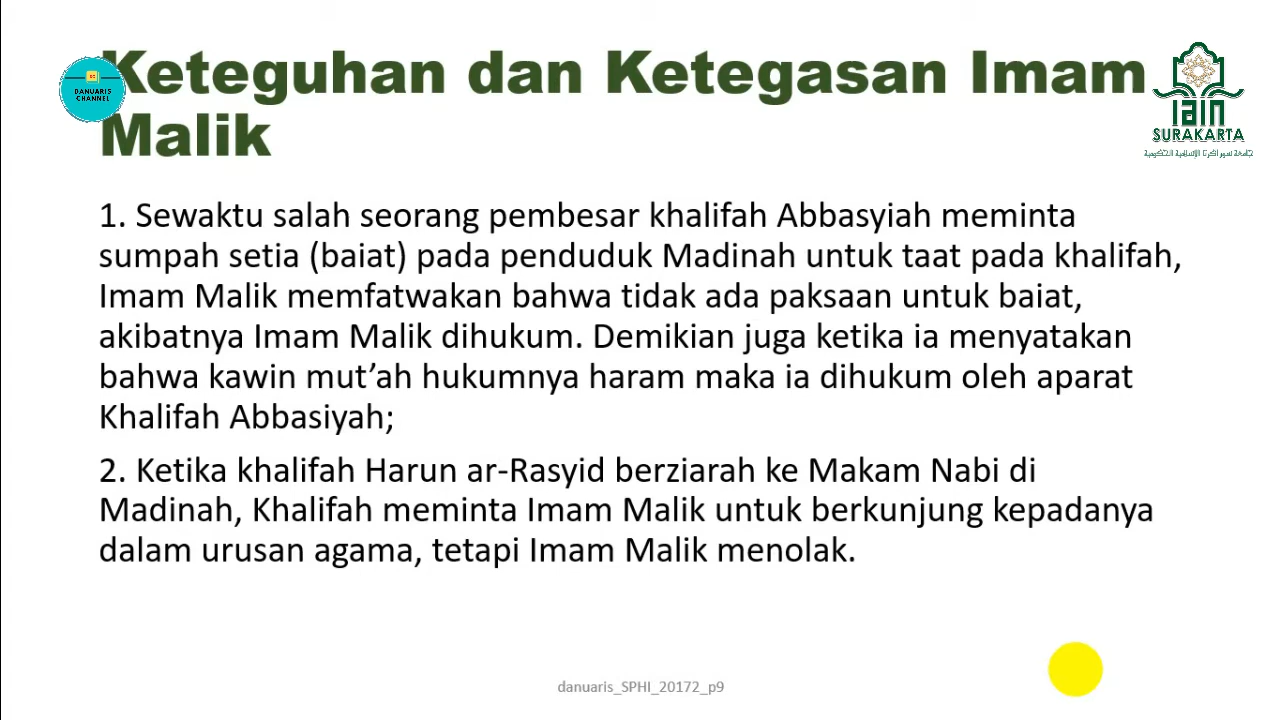 Keteguhan dan Ketegasan Imam
Malik
DANUARIS
CHANNEL
iain
SURAKARTA
1. Sewaktu salah seorang pembesar khalifah Abbasyiah meminta
sumpah setia (baiat) pada penduduk Madinah untuk taat pada khalifah,
Imam Malik memfatwakan bahwa tidak ada paksaan untuk baiat,
akibatnya Imam Malik dihukum. Demikian juga ketika ia menyatakan
bahwa kawin mut’ah hukumnya haram maka ia dihukum oleh aparat
Khalifah Abbasiyah;
2. Ketika khalifah Harun ar-Rasyid berziarah ke Makam Nabi di
Madinah, Khalifah meminta Imam Malik untuk berkunjung kepadanya
dalam urusan agama, tetapi Imam Malik menolak.
danuaris_SPHI_20172_p9